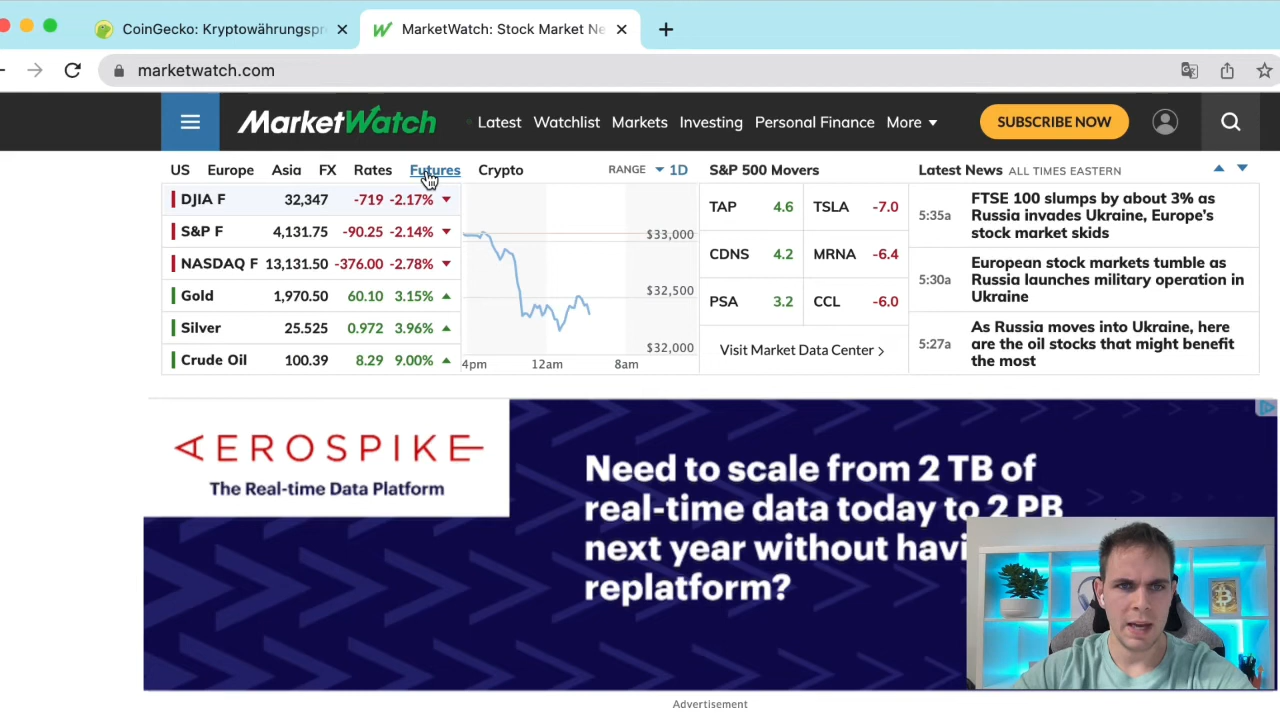 CoinGecko: Kryptowährungspr
MarketWatch: Stock Market Ne
marketwatch.com
MarketWatch
Latest Watchlist Markets Investing Personal Finance More
SUBSCRIBE NOW
US Europe Asia FX Rates Futures Crypto
RANGE 1D
DJIA F 32,347 -719 -2.17%
S&P F 4,131.75 -90.25 -2.14%
NASDAQ F 13,131.50 -376.00 -2.78%
Gold 1,970.50 60.10 3.15%
Silver 25.525 0.972 3.96%
Crude Oil 100.39 8.29 9.00%
$33,000
$32,500
$32,000
4pm 12am 8am
S&P 500 Movers
TAP 4.6 TSLA -7.0
CDNS 4.2 MRNA -6.4
PSA 3.2 CCL -6.0
Visit Market Data Center >
Latest News ALL TIMES EASTERN
5:35a
FTSE 100 slumps by about 3% as
Russia invades Ukraine, Europe's
stock market skids
5:30a
European stock markets tumble as
Russia launches military operation in
Ukraine
5:27a
As Russia moves into Ukraine, here
are the oil stocks that might benefit
the most
AEROSPIKE
The Real-time Data Platform
Need to scale from 2 TB of
real-time data today to 2 PB
next year without havi
replatform?
Advertisement